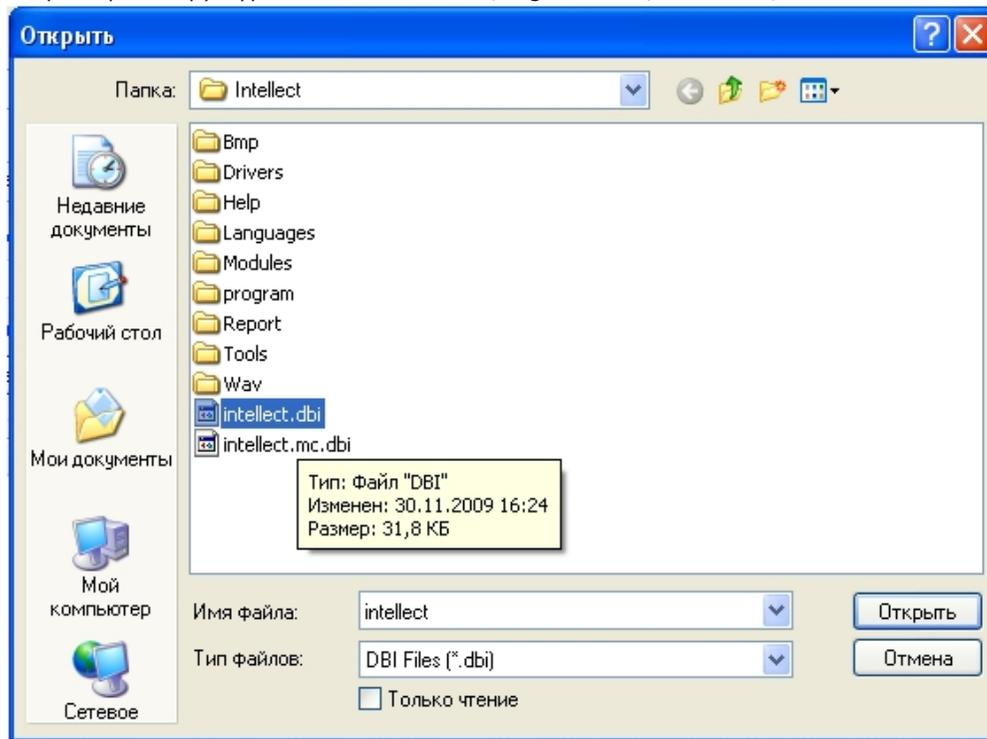 Открыть
Папка:
Intellect
Недавние
документы
Рабочий стол
Мои документы
Мой
компьютер
Сетевое
Bmp
Drivers
Help
Languages
Modules
program
Report
Tools
Wav
intellect.dbi
intellect.mc.dbi
Тип: Файл "DBI"
Изменен: 30.11.2009 16:24
Размер: 31,8 КБ
Имя файла:
intellect
Открыть
Тип файлов:
DBI Files (*.dbi)
Отмена
Только чтение